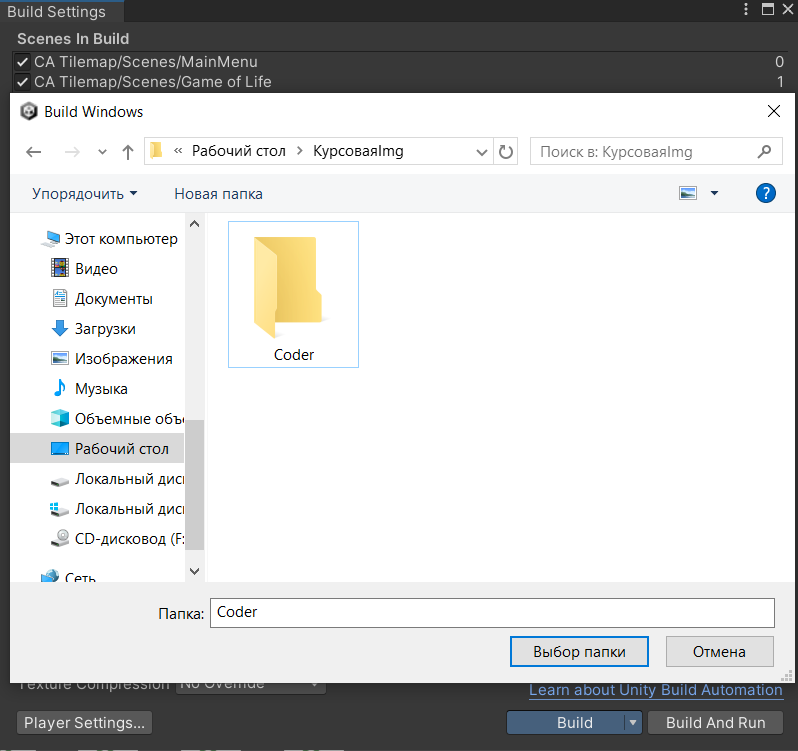 Build Settings
Scenes In Build
CA Tilemap/Scenes/MainMenu 0
CA Tilemap/Scenes/Game of Life 1
Build Windows
« Рабочий стол › КурсоваяImg
Поиск в: КурсоваяImg
Упорядочить Новая папка
?
Этот компьютер
Видео
Документы
Загрузки
Изображения
Музыка
Объемные объе
Рабочий стол
Локальный дис
Локальный дис
CD-дисковод (F:
Сеть
Coder
Папка: Coder
Выбор папки Отмена
Texture Compression No Override
Learn about Unity Build Automation
Player Settings... Build Build And Run